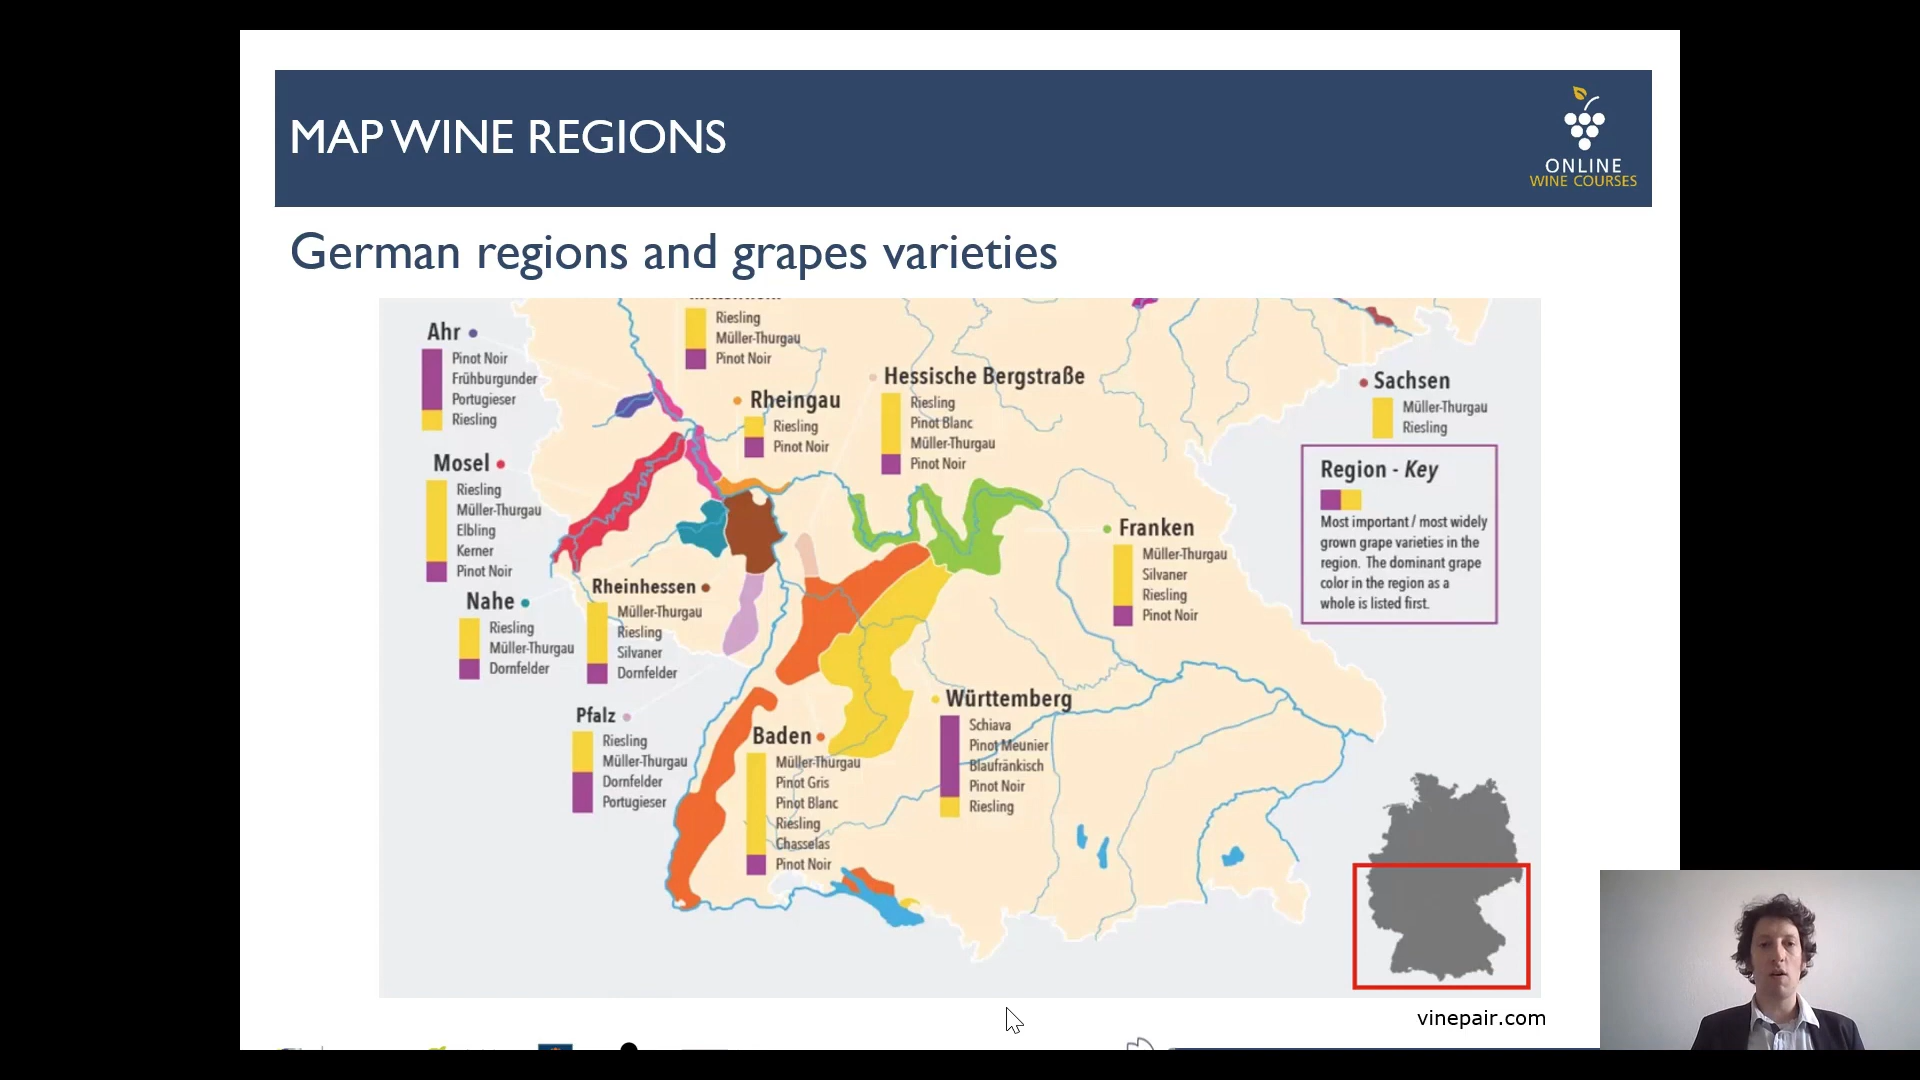 MAP WINE REGIONS
ONLINE
WINE COURSES
German regions and grapes varieties
Ahr
Pinot Noir
Frühburgunder
Portugieser
Riesling
Riesling
Müller-Thurgau
Pinot Noir
Rheingau
Riesling
Pinot Noir
Hessische Bergstraße
Riesling
Pinot Blanc
Müller-Thurgau
Pinot Noir
Sachsen
Müller-Thurgau
Riesling
Mosel
Riesling
Müller-Thurgau
Elbling
Kerner
Pinot Noir
Region - Key
Most important / most widely
grown grape varieties in the
region. The dominant grape
color in the region as a
whole is listed first.
Franken
Müller-Thurgau
Silvaner
Riesling
Pinot Noir
Nahe
Riesling
Müller-Thurgau
Dornfelder
Rheinhessen
Müller-Thurgau
Riesling
Silvaner
Dornfelder
Pfalz
Riesling
Müller-Thurgau
Dornfelder
Portugieser
Baden
Müller-Thurgau
Pinot Gris
Pinot Blanc
Riesling
Chasselas
Pinot Noir
Württemberg
Schiava
Pinot Meunier
Blaufränkisch
Pinot Noir
Riesling
vinepair.com